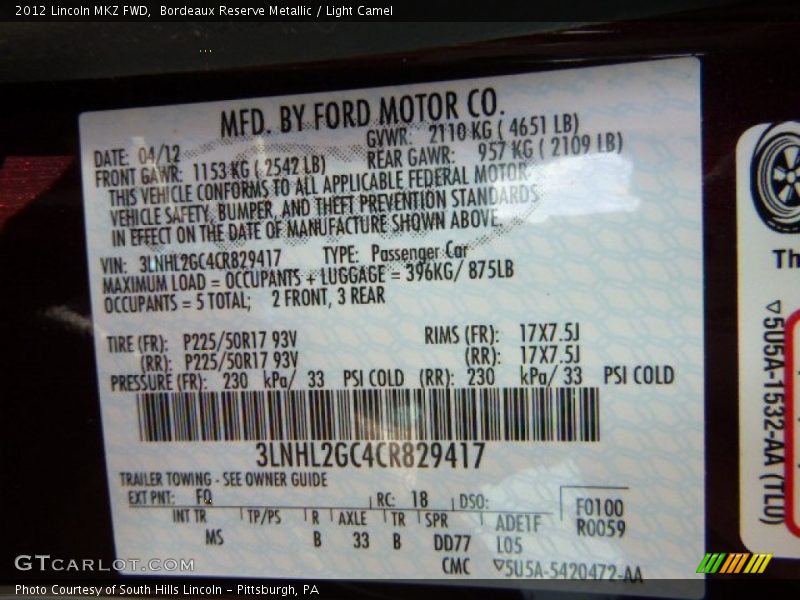 2012 Lincoln MKZ FWD,  Bordeaux Reserve Metallic / Light Camel
MFD. BY FORD MOTOR CO.
DATE: 04/12 GVWR: 2110 KG ( 4651 LB)
FRONT GAWR: 1153 KG ( 2542 LB) REAR GAWR: 957 KG ( 2109 LB)
THIS VEHICLE CONFORMS TO ALL APPLICABLE FEDERAL MOTOR
VEHICLE SAFETY, BUMPER, AND THEFT PREVENTION STANDARDS
IN EFFECT ON THE DATE OF MANUFACTURE SHOWN ABOVE.
VIN: 3LNHL2GC4CR829417 TYPE: Passenger Car
MAXIMUM LOAD = OCCUPANTS + LUGGAGE = 396KG/ 875LB
OCCUPANTS = 5 TOTAL; 2 FRONT, 3 REAR
TIRE (FR): P225/50R17 93V RIMS (FR): 17X7.5J
(RR): P225/50R17 93V (RR): 17X7.5J
PRESSURE (FR): 230 kPa/ 33 PSI COLD (RR): 230 kPa/ 33 PSI COLD
3LNHL2GC4CR829417
TRAILER TOWING - SEE OWNER GUIDE
EXT PNT: FQ RC: 18 DSO: F0100
INT TR TP/PS R AXLE TR SPR ADE1F R0059
MS B 33 B DD77 L05
CMC ▽5U5A-5420472-AA
Th
▽5U5A-1532-AA (TLU)
GTCARLOT.COM
Photo Courtesy of South Hills Lincoln - Pittsburgh, PA